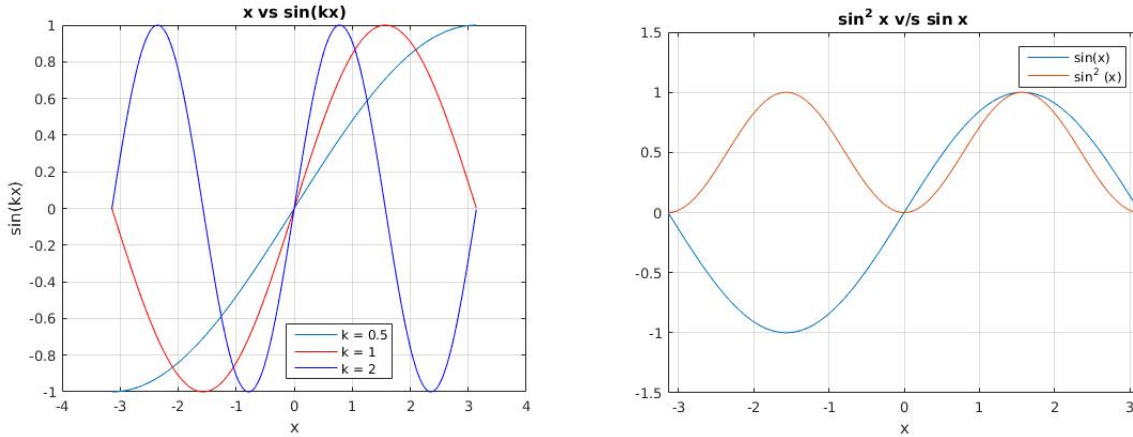 x vs sin(kx)
1
0.8
0.6
0.4
0.2
0
-0.2
-0.4
-0.6
-0.8
-1
sin(kx)
k = 0.5
k = 1
k = 2
-4 -3 -2 -1 0 1 2 3 4
x
sin² x v/s sin x
1.5
1
0.5
0
-0.5
-1
-1.5
sin(x)
sin² (x)
-3 -2 -1 0 1 2 3
x